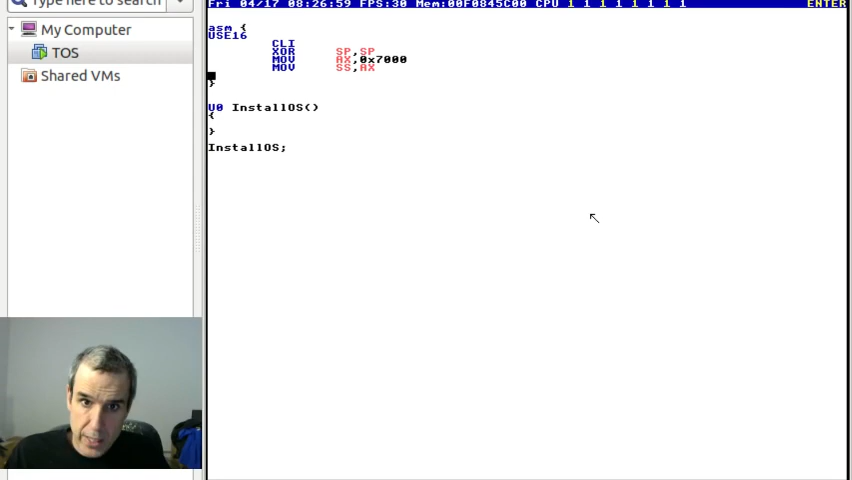 Type here to search
My Computer
TOS
Shared VMs
Fri 04/17 08:26:59 FPS:30 Mem:00F0845C00 CPU 1 1 1 1 1 1 1 1 ENTER
asm {
USE16
CLI
XOR SP,SP
MOV AX,0x7000
MOV SS,AX
}
U0 InstallOS()
{
}
InstallOS;